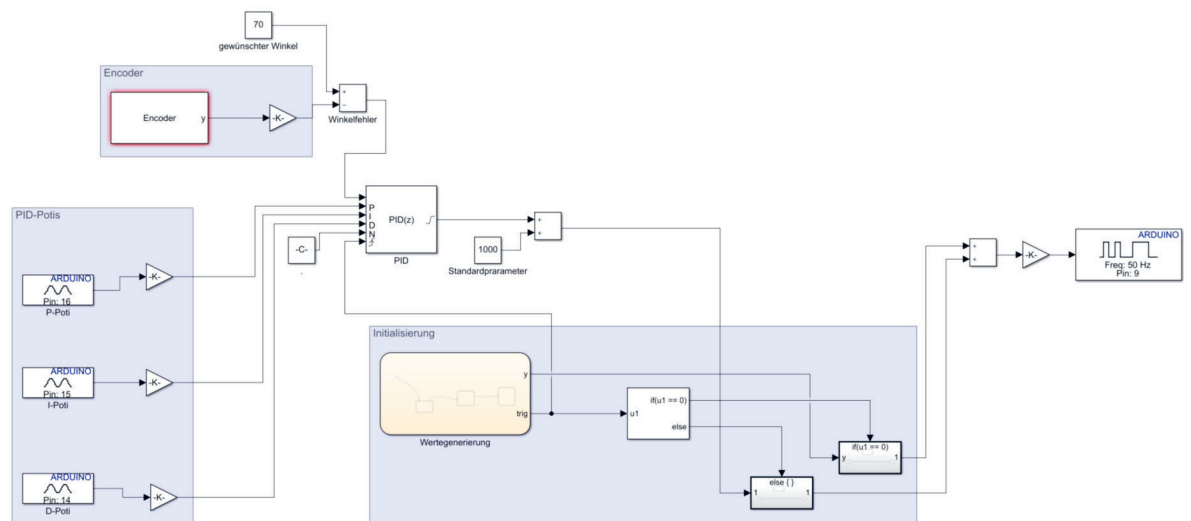 70
gewünschter Winkel
Encoder
Encoder
y
-K-
+
−
Winkelfehler
PID-Potis
P
I
D
N
PID(z)
PID
-C-
.
1000
Standardprarameter
+
+
ARDUINO
Pin: 16
P-Poti
-K-
ARDUINO
Pin: 15
I-Poti
-K-
ARDUINO
Pin: 14
D-Poti
-K-
Initialisierung
y
trig
Wertegenerierung
u1
if(u1 == 0)
else
if(u1 == 0)
y
1
else { }
1
1
+
+
-K-
ARDUINO
Freq: 50 Hz
Pin: 9